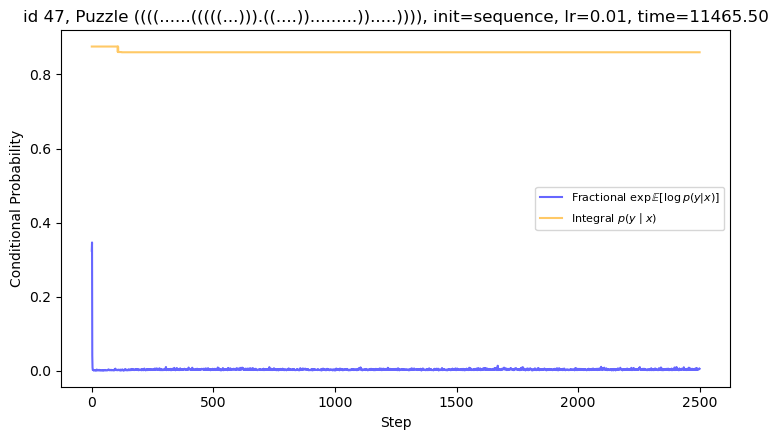 id 47, Puzzle ((((......(((((...))).((....)).........)).....)))), init=sequence, lr=0.01, time=11465.50
Conditional Probability
0.8
0.6
0.4
0.2
0.0
Fractional exp𝔼[log p(y|x)]
Integral p(y | x)
0 500 1000 1500 2000 2500
Step